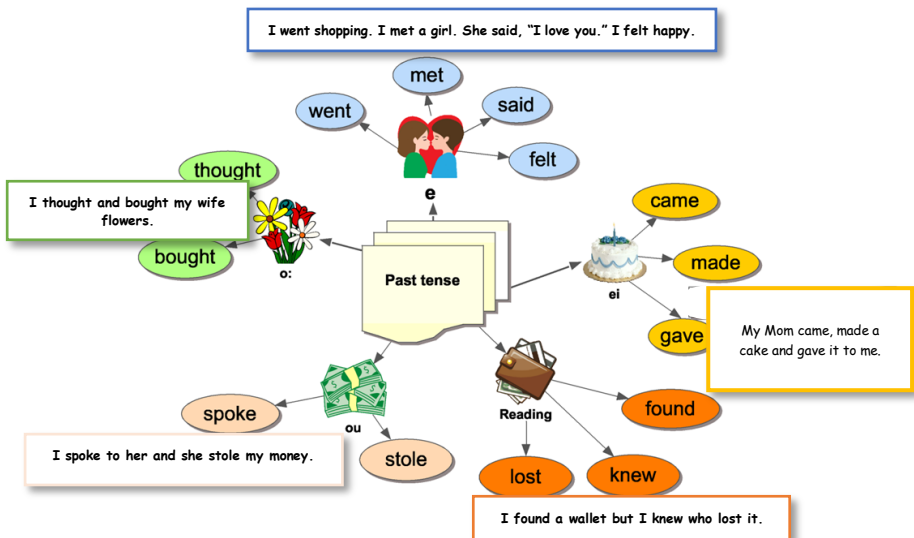 I went shopping. I met a girl. She said, “I love you.” I felt happy.
met
went
said
felt
e
thought
I thought and bought my wife
flowers.
bought
o:
Past tense
came
made
gave
ei
My Mom came, made a
cake and gave it to me.
spoke
stole
ou
I spoke to her and she stole my money.
Reading
found
lost
knew
I found a wallet but I knew who lost it.